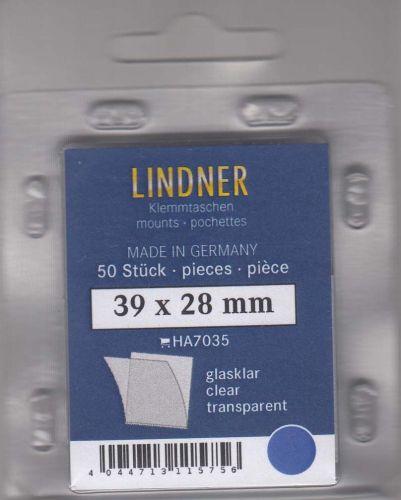 LINDNER
Klemmtaschen
mounts · pochettes
MADE IN GERMANY
50 Stück · pieces · pièce
39 x 28 mm
HA7035
glasklar
clear
transparent
4 044713 115756